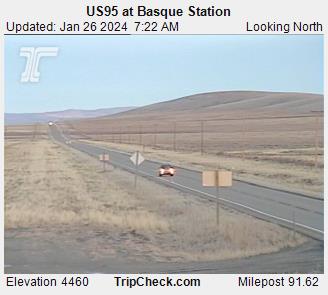 US95 at Basque Station
Updated: Jan 26 2024 7:22 AM Looking North
Elevation 4460 TripCheck.com Milepost 91.62